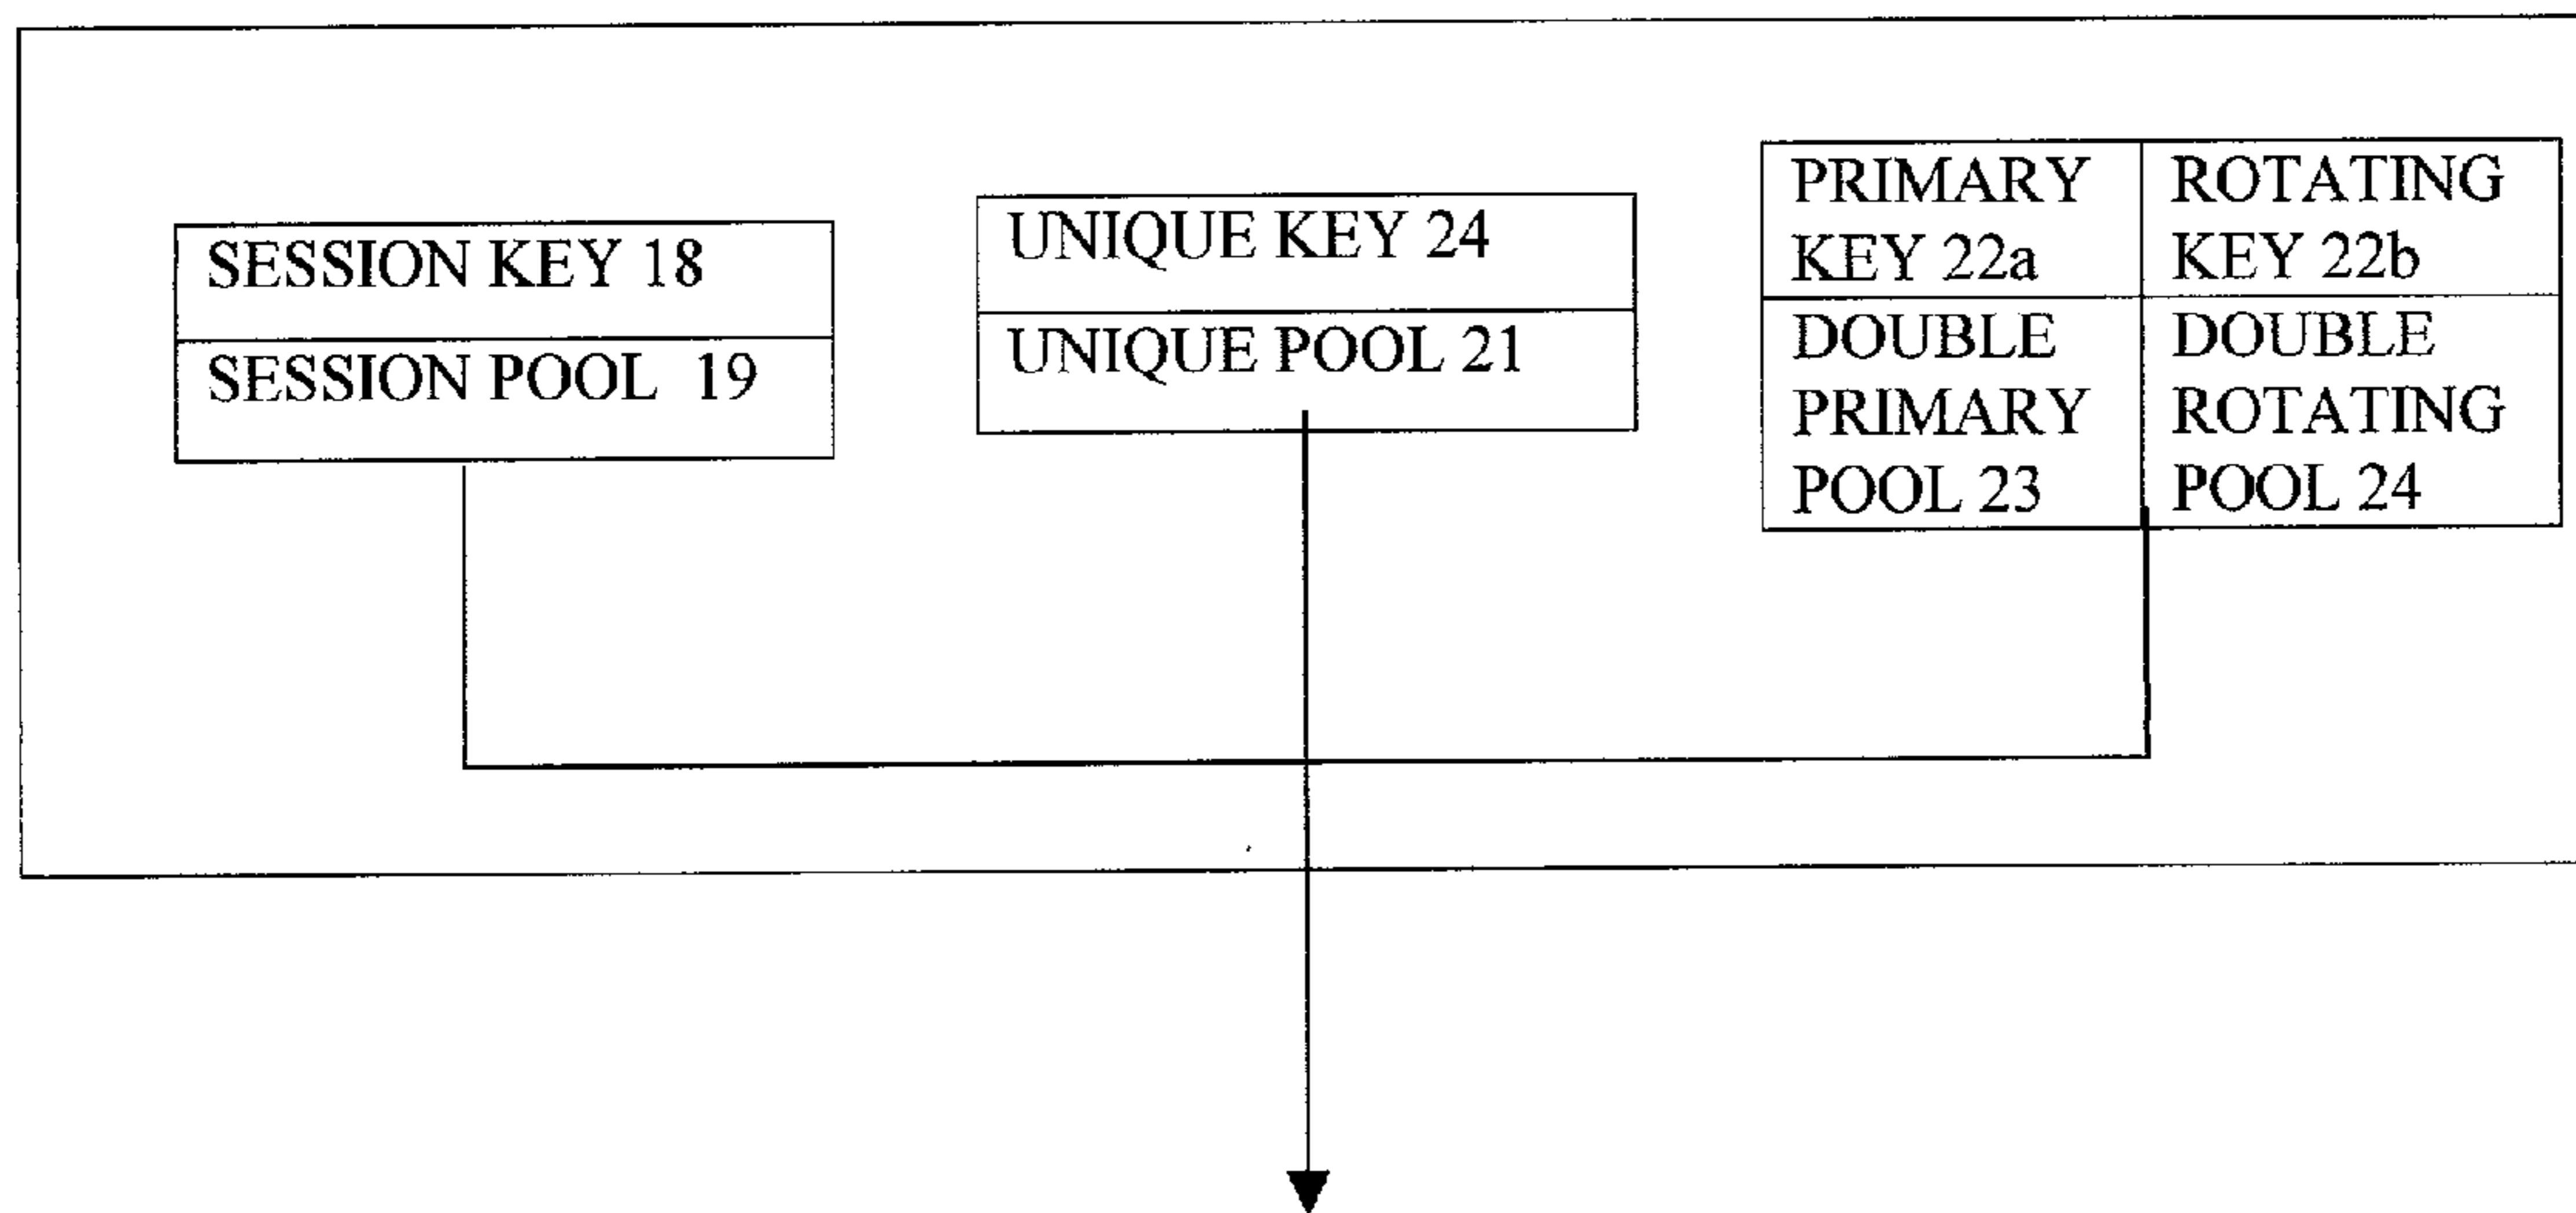 SESSION KEY 18
SESSION POOL 19
UNIQUE KEY 24
UNIQUE POOL 21
PRIMARY
KEY 22a
ROTATING
KEY 22b
DOUBLE
PRIMARY
POOL 23
DOUBLE
ROTATING
POOL 24